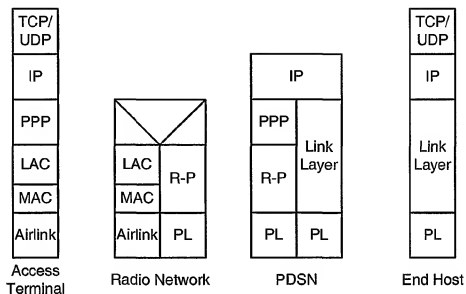 TCP/
UDP
IP
PPP
LAC
MAC
Airlink
Access
Terminal
LAC
MAC
R-P
Airlink
PL
Radio Network
IP
PPP
R-P
Link
Layer
PL
PL
PDSN
TCP/
UDP
IP
Link
Layer
PL
End Host